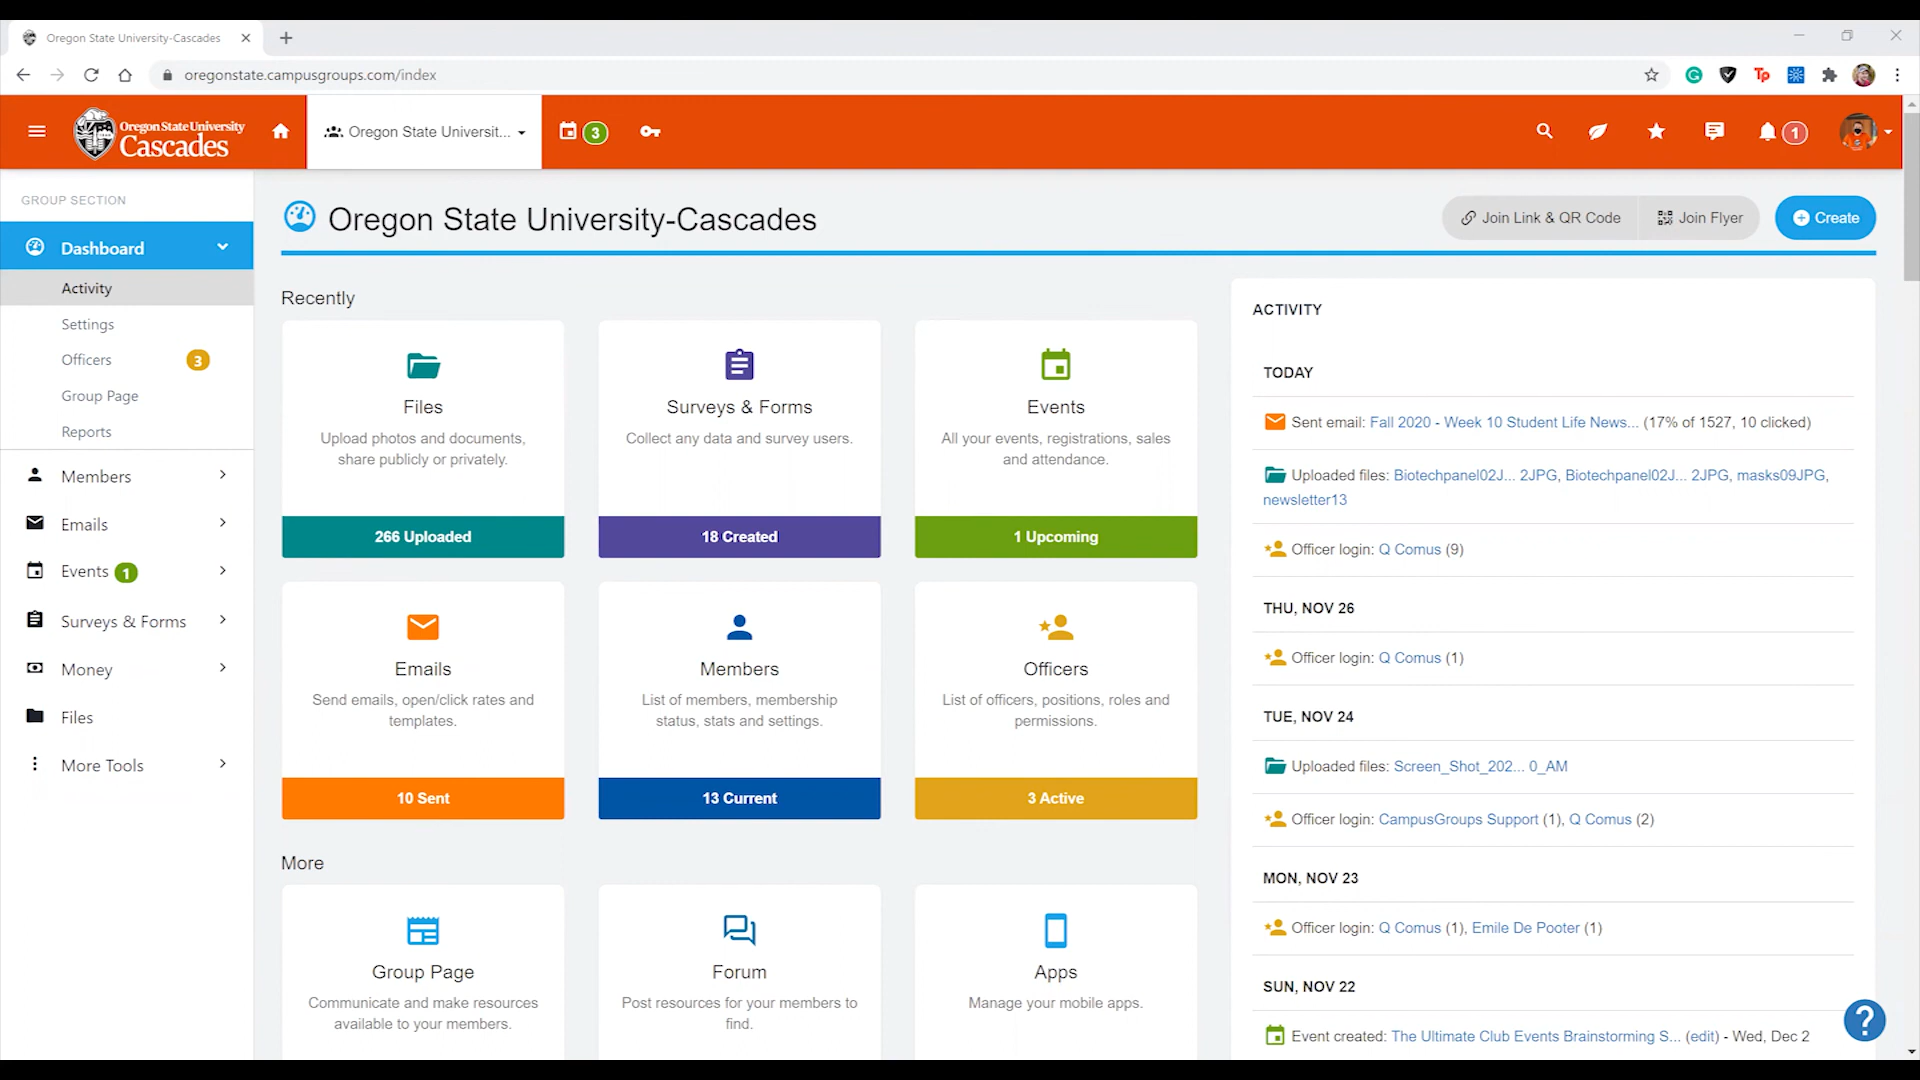 Oregon State University-Cascades
oregonstate.campusgroups.com/index
Tp
Oregon State University
Cascades
Oregon State Universit...
3
1
GROUP SECTION
Dashboard
Activity
Settings
Officers 3
Group Page
Reports
Members
Emails
Events 1
Surveys & Forms
Money
Files
More Tools
Oregon State University-Cascades
Join Link & QR Code
Join Flyer
Create
Recently
Files
Upload photos and documents,
share publicly or privately.
266 Uploaded
Surveys & Forms
Collect any data and survey users.
18 Created
Events
All your events, registrations, sales
and attendance.
1 Upcoming
Emails
Send emails, open/click rates and
templates.
10 Sent
Members
List of members, membership
status, stats and settings.
13 Current
Officers
List of officers, positions, roles and
permissions.
3 Active
More
Group Page
Communicate and make resources
available to your members.
Forum
Post resources for your members to
find.
Apps
Manage your mobile apps.
ACTIVITY
TODAY
Sent email: Fall 2020 - Week 10 Student Life News... (17% of 1527, 10 clicked)
Uploaded files: Biotechpanel02J... 2JPG, Biotechpanel02J... 2JPG, masks09JPG,
newsletter13
Officer login: Q Comus (9)
THU, NOV 26
Officer login: Q Comus (1)
TUE, NOV 24
Uploaded files: Screen_Shot_202... 0_AM
Officer login: CampusGroups Support (1), Q Comus (2)
MON, NOV 23
Officer login: Q Comus (1), Emile De Pooter (1)
SUN, NOV 22
Event created: The Ultimate Club Events Brainstorming S... (edit) - Wed, Dec 2
?